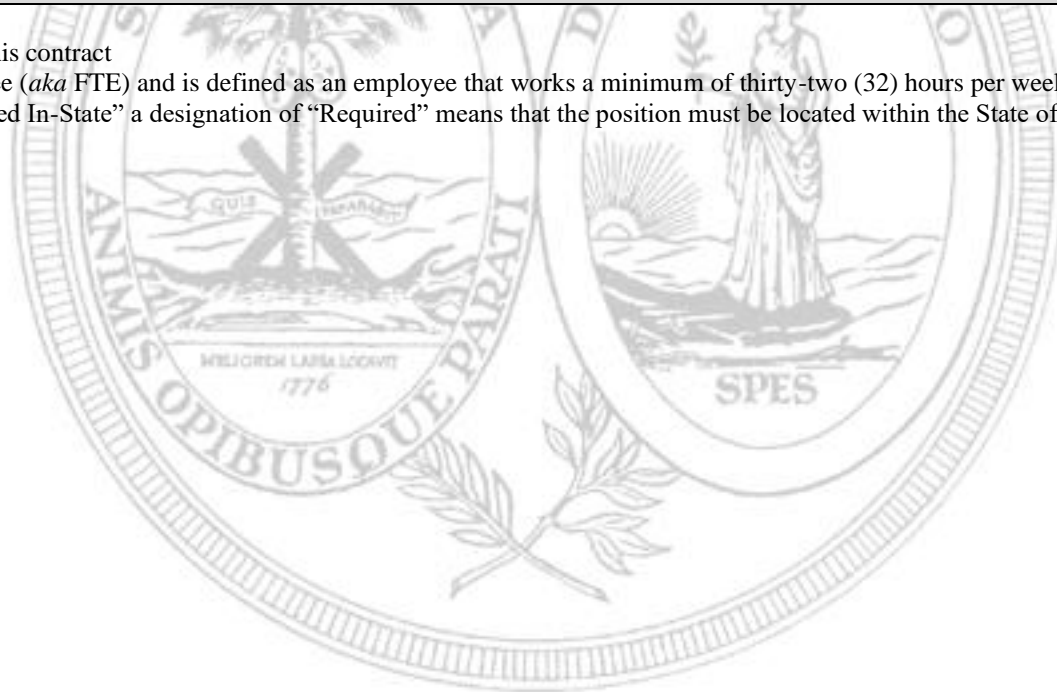 is contract
e (aka FTE) and is defined as an employee that works a minimum of thirty-two (32) hours per week
ed In-State” a designation of “Required” means that the position must be located within the State of
QUIS
SEPARABIT
MELIOREM LAPSA LOCAVIT
1776
ANIMIS OPIBUSQUE PARATI
SPES